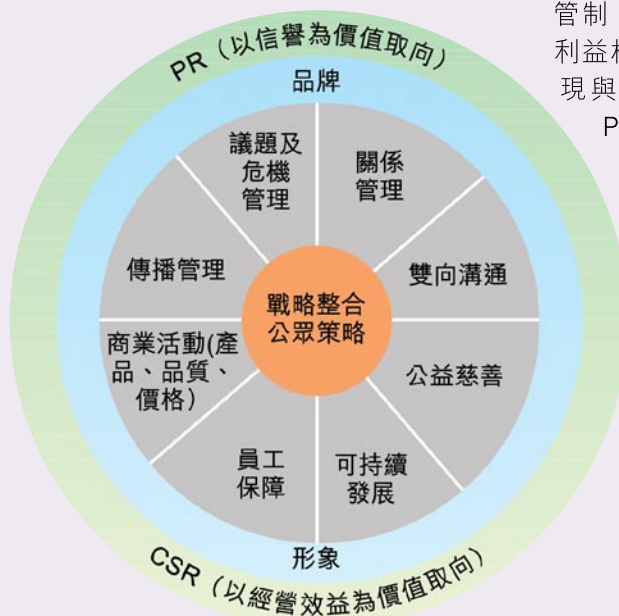 管制
利益
現與
P
PR（以信譽為價值取向）
品牌
議題及
危機
管理
關係
管理
傳播管理
雙向溝通
戰略整合
公眾策略
商業活動(產
品、品質、
價格）
公益慈善
員工
保障
可持續
發展
形象
CSR（以經營效益為價值取向）